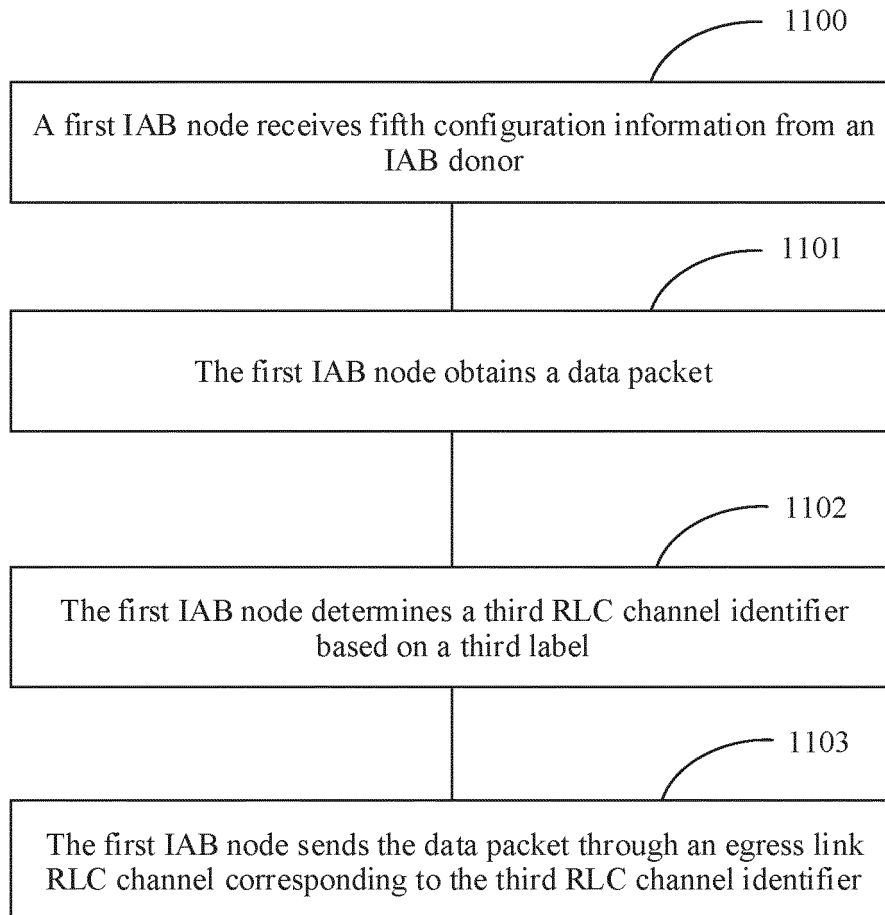 1100
A first IAB node receives fifth configuration information from an
IAB donor
1101
The first IAB node obtains a data packet
1102
The first IAB node determines a third RLC channel identifier
based on a third label
1103
The first IAB node sends the data packet through an egress link
RLC channel corresponding to the third RLC channel identifier